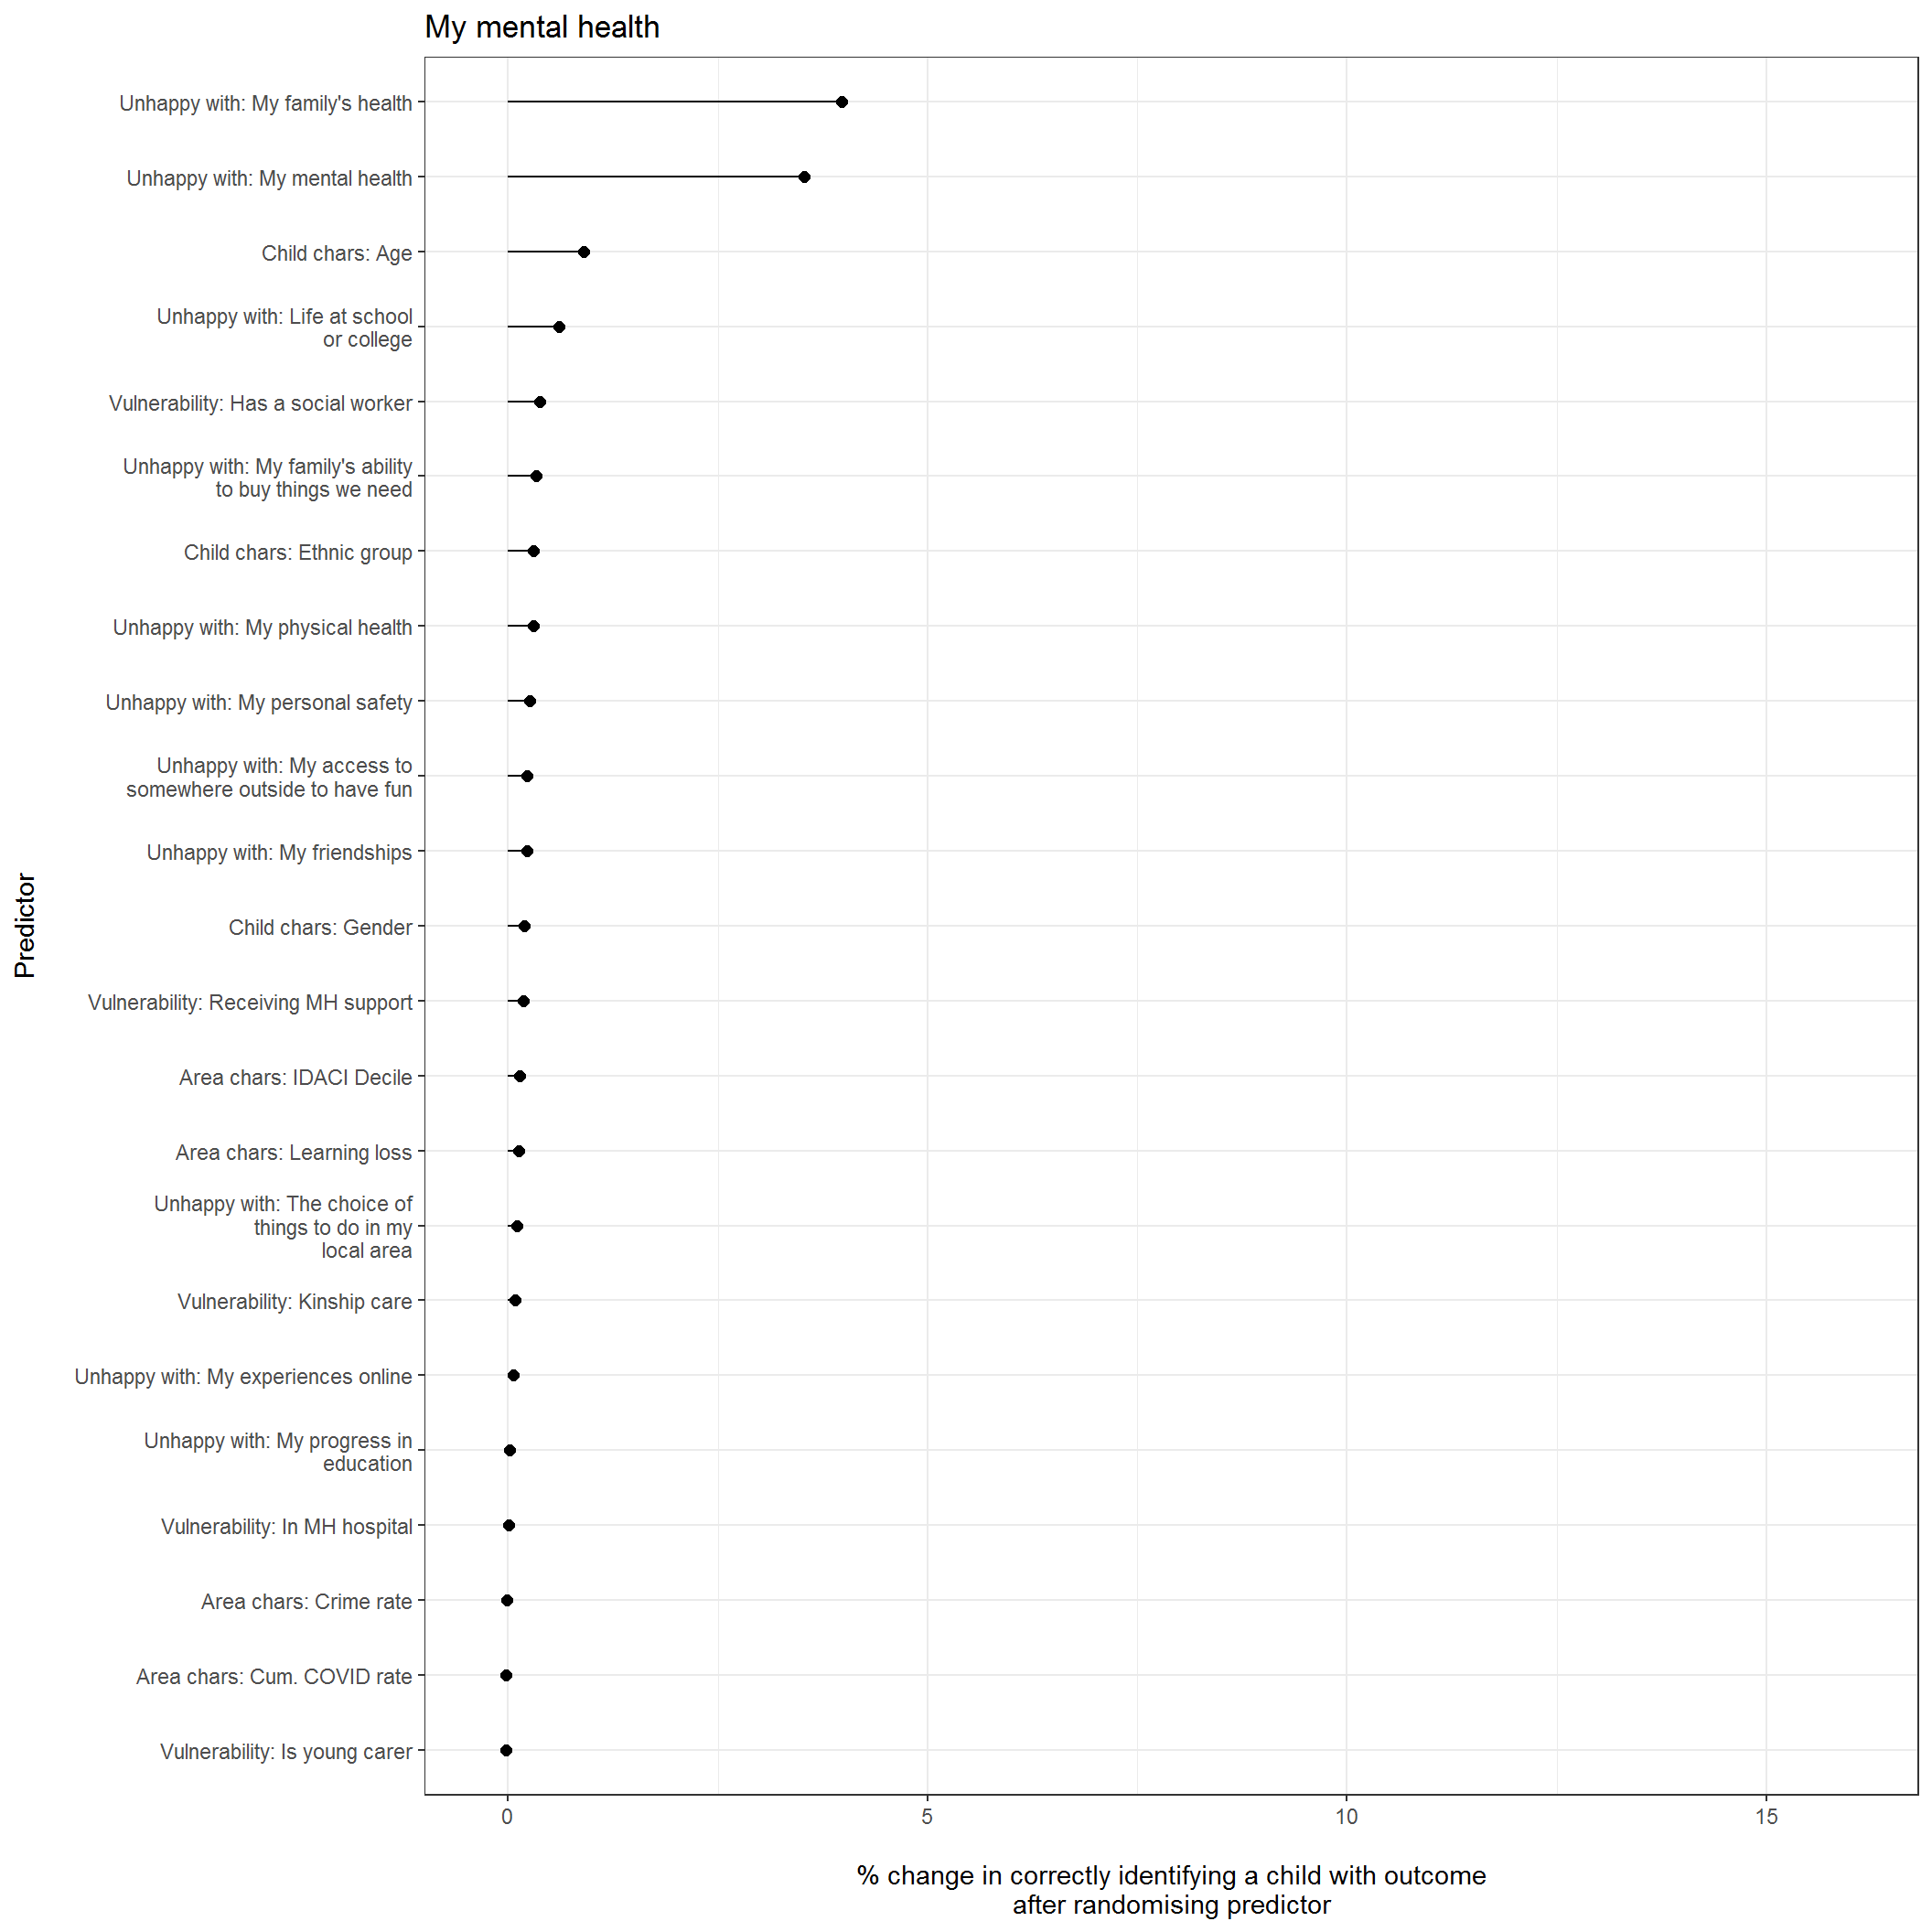 My mental health
Unhappy with: My family's health
Unhappy with: My mental health
Child chars: Age
Unhappy with: Life at school
or college
Vulnerability: Has a social worker
Unhappy with: My family's ability
to buy things we need
Child chars: Ethnic group
Unhappy with: My physical health
Unhappy with: My personal safety
Unhappy with: My access to
somewhere outside to have fun
Unhappy with: My friendships
Child chars: Gender
Vulnerability: Receiving MH support
Area chars: IDACI Decile
Area chars: Learning loss
Unhappy with: The choice of
things to do in my
local area
Vulnerability: Kinship care
Unhappy with: My experiences online
Unhappy with: My progress in
education
Vulnerability: In MH hospital
Area chars: Crime rate
Area chars: Cum. COVID rate
Vulnerability: Is young carer
Predictor
0 5 10 15
% change in correctly identifying a child with outcome
after randomising predictor